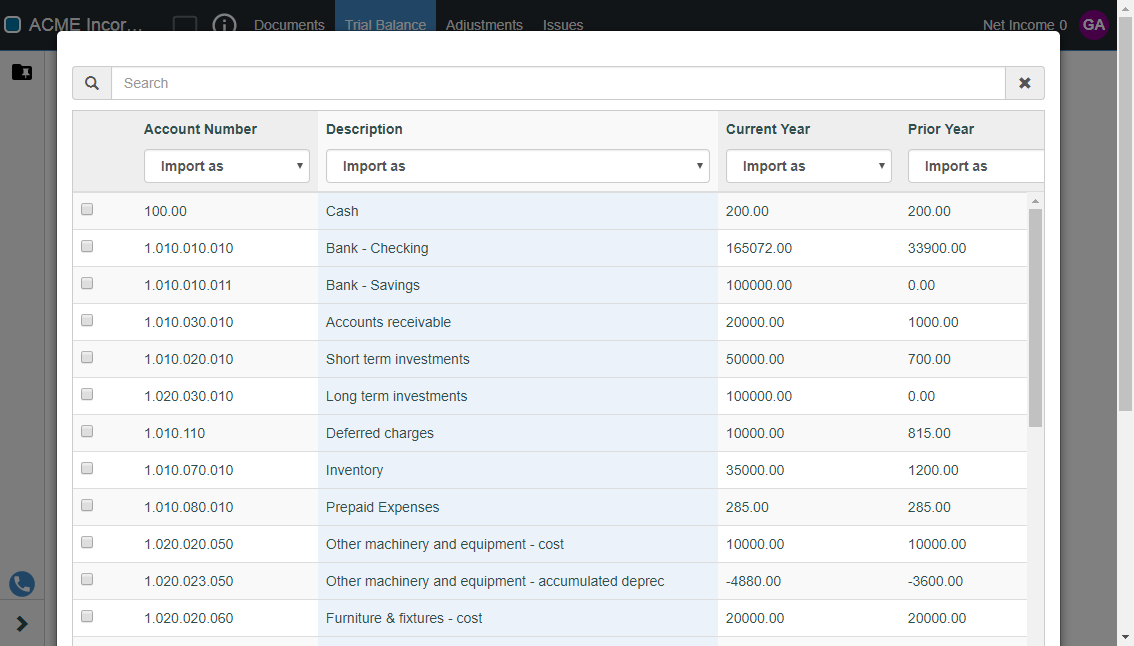 ACME Incor... Documents Trial Balance Adjustments Issues Net Income 0 GA
Search
Account Number Description Current Year Prior Year
Import as Import as Import as Import as
100.00 Cash 200.00 200.00
1.010.010.010 Bank - Checking 165072.00 33900.00
1.010.010.011 Bank - Savings 100000.00 0.00
1.010.030.010 Accounts receivable 20000.00 1000.00
1.010.020.010 Short term investments 50000.00 700.00
1.020.030.010 Long term investments 100000.00 0.00
1.010.110 Deferred charges 10000.00 815.00
1.010.070.010 Inventory 35000.00 1200.00
1.010.080.010 Prepaid Expenses 285.00 285.00
1.020.020.050 Other machinery and equipment - cost 10000.00 10000.00
1.020.023.050 Other machinery and equipment - accumulated deprec -4880.00 -3600.00
1.020.020.060 Furniture & fixtures - cost 20000.00 20000.00